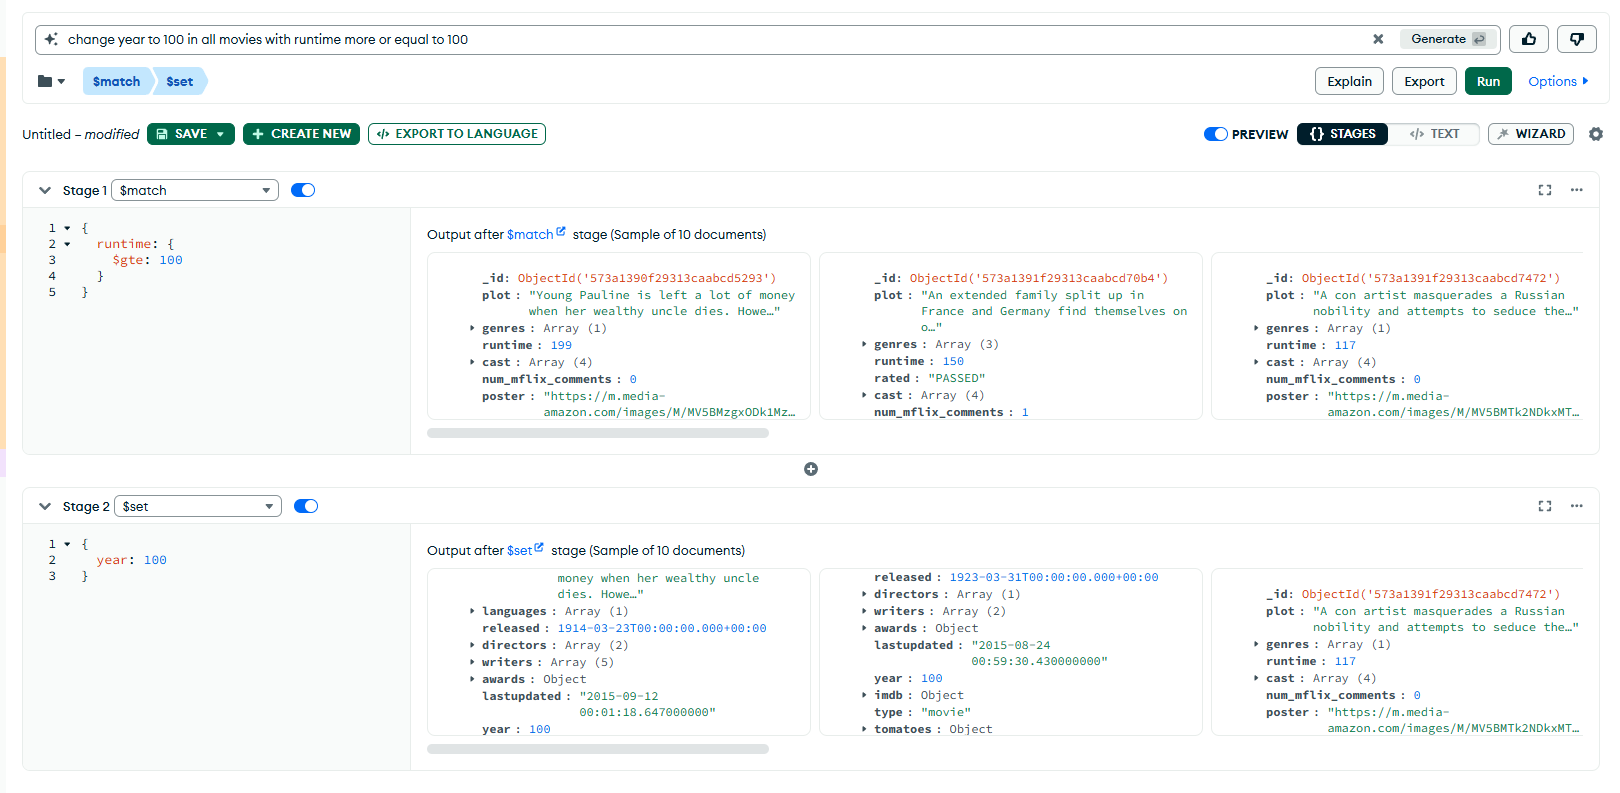 change year to 100 in all movies with runtime more or equal to 100
Generate
$match
$set
Explain
Export
Run
Options
Untitled – modified
SAVE
CREATE NEW
</> EXPORT TO LANGUAGE
PREVIEW
{} STAGES
</> TEXT
WIZARD
Stage 1
$match
1 {
2 runtime: {
3 $gte: 100
4 }
5 }
Output after $match stage (Sample of 10 documents)
_id: ObjectId('573a1390f29313caabcd5293')
plot : "Young Pauline is left a lot of money
when her wealthy uncle dies. Howe…"
genres : Array (1)
runtime : 199
cast : Array (4)
num_mflix_comments : 0
poster : "https://m.media-
amazon.com/images/M/MV5BMzgxODk1Mz…
_id: ObjectId('573a1391f29313caabcd70b4')
plot : "An extended family split up in
France and Germany find themselves on
o…"
genres : Array (3)
runtime : 150
rated : "PASSED"
cast : Array (4)
num_mflix_comments : 1
_id: ObjectId('573a1391f29313caabcd7472')
plot : "A con artist masquerades a Russian
nobility and attempts to seduce the…"
genres : Array (1)
runtime : 117
cast : Array (4)
num_mflix_comments : 0
poster : "https://m.media-
amazon.com/images/M/MV5BMTk2NDkxMT…
Stage 2
$set
1 {
2 year: 100
3 }
Output after $set stage (Sample of 10 documents)
money when her wealthy uncle
dies. Howe…"
languages : Array (1)
released : 1914-03-23T00:00:00.000+00:00
directors : Array (2)
writers : Array (5)
awards : Object
lastupdated : "2015-09-12
00:01:18.647000000"
year : 100
released : 1923-03-31T00:00:00.000+00:00
directors : Array (1)
writers : Array (2)
awards : Object
lastupdated : "2015-08-24
00:59:30.430000000"
year : 100
imdb : Object
type : "movie"
tomatoes : Object
_id: ObjectId('573a1391f29313caabcd7472')
plot : "A con artist masquerades a Russian
nobility and attempts to seduce the…"
genres : Array (1)
runtime : 117
cast : Array (4)
num_mflix_comments : 0
poster : "https://m.media-
amazon.com/images/M/MV5BMTk2NDkxMT…